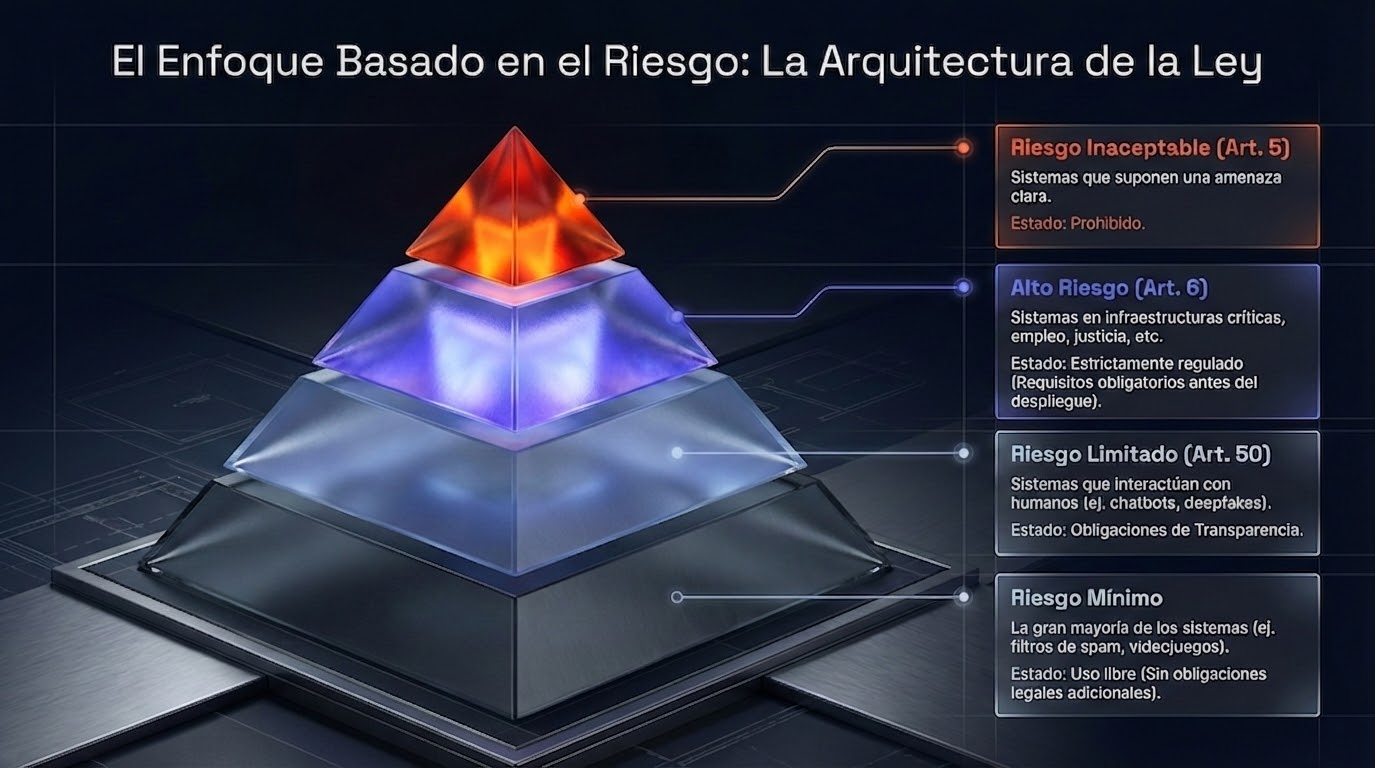 El Enfoque Basado en el Riesgo: La Arquitectura de la Ley
Riesgo Inaceptable (Art. 5)
Sistemas que suponen una amenaza
clara.
Estado: Prohibido.
Alto Riesgo (Art. 6)
Sistemas en infraestructuras críticas,
empleo, justicia, etc.
Estado: Estrictamente regulado
(Requisitos obligatorios antes del
despliegue).
Riesgo Limitado (Art. 50)
Sistemas que interactúan con
humanos (ej. chatbots, deepfakes).
Estado: Obligaciones de Transparencia.
Riesgo Mínimo
La gran mayoría de los sistemas (ej.
filtros de spam, videcjuegos).
Estado: Uso libre (Sin obligaciones
legales adicionales).